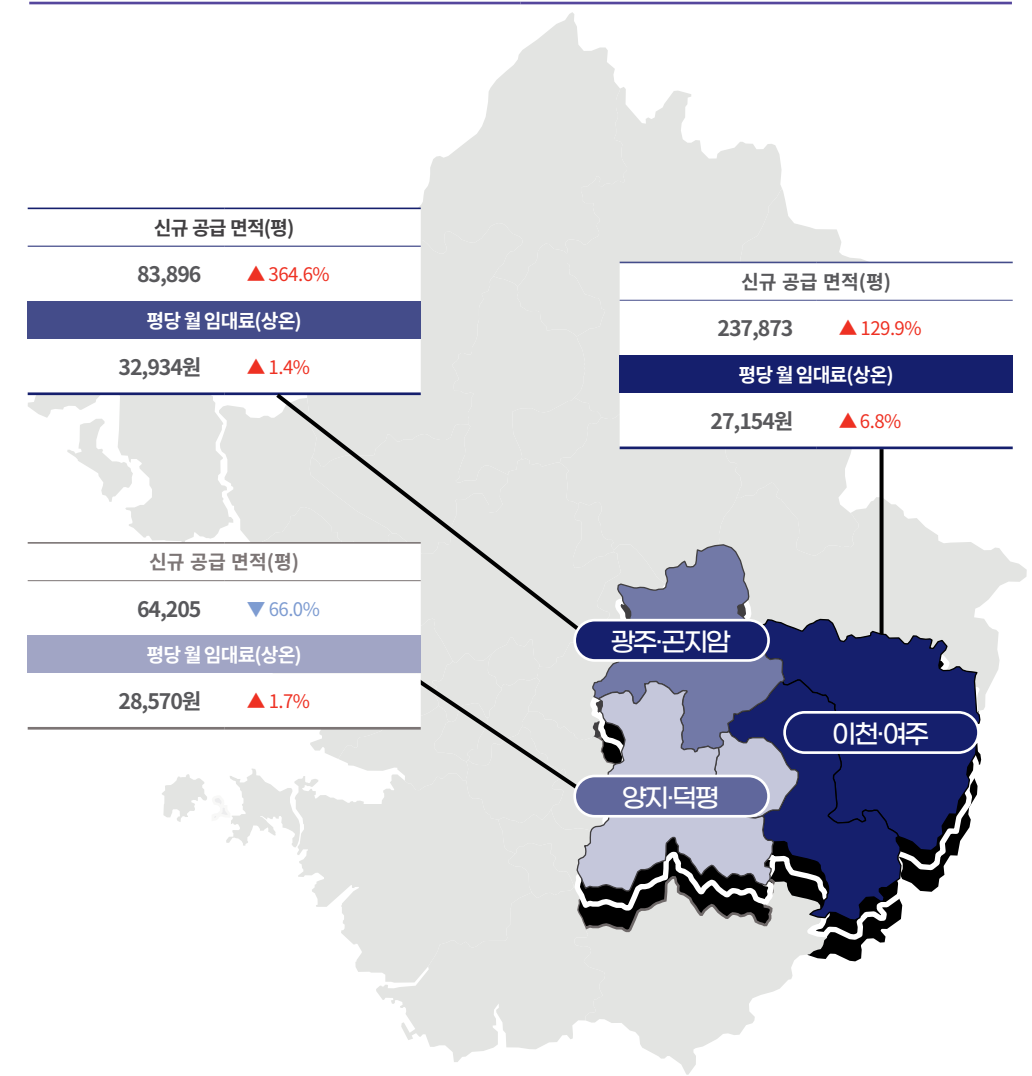 신규 공급 면적(평)
83,896 ▲ 364.6%
평당 월 임대료(상온)
32,934원 ▲ 1.4%
신규 공급 면적(평)
237,873 ▲ 129.9%
평당 월 임대료(상온)
27,154원 ▲ 6.8%
신규 공급 면적(평)
64,205 ▼ 66.0%
평당 월 임대료(상온)
28,570원 ▲ 1.7%
광주·곤지암
이천·여주
양지·덕평